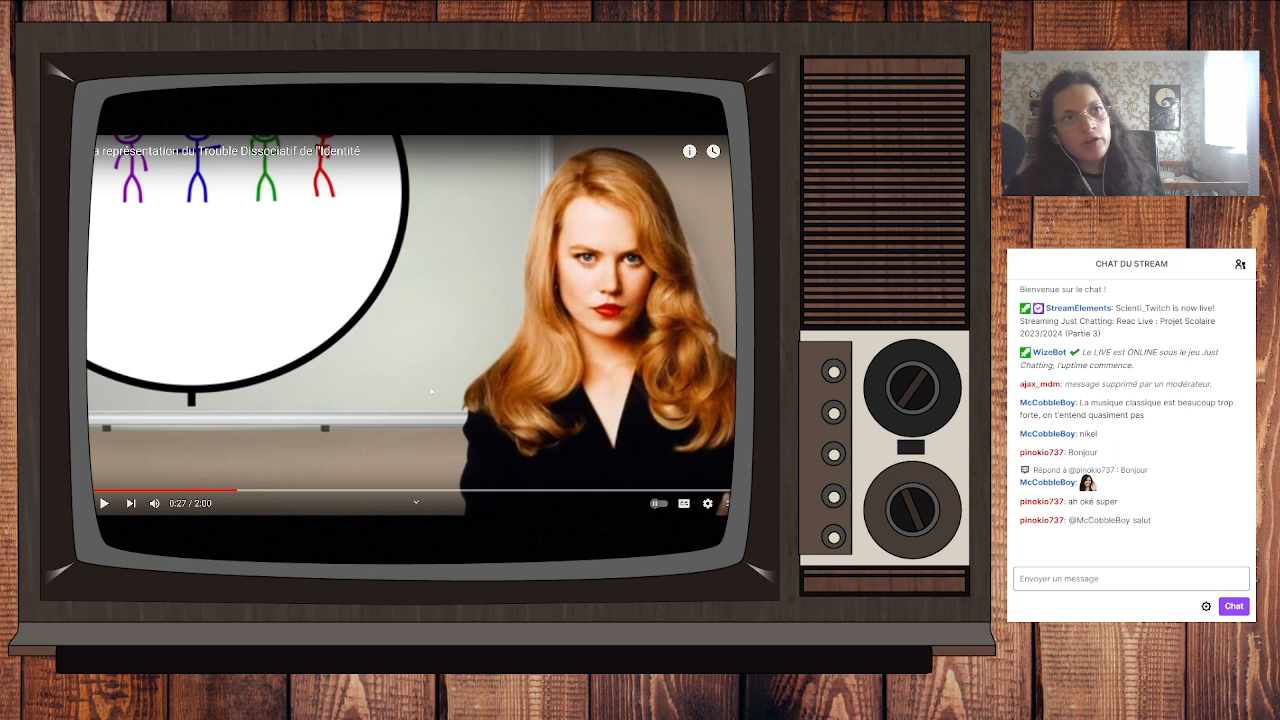 a représentation du Trouble Dissociatif de l'Identité
0:27 / 2:00
CHAT DU STREAM
Bienvenue sur le chat !
StreamElements: Scienti_Twitch is now live!
Streaming Just Chatting: Reac Live : Projet Scolaire
2023/2024 (Partie 3)
WizeBot Le LIVE est ONLINE sous le jeu Just
Chatting, l'uptime commence.
ajax_mdm: message supprimé par un modérateur.
McCobbleBoy: La musique classique est beaucoup trop
forte, on t'entend quasiment pas
McCobbleBoy: nikel
pinokio737: Bonjour
Répond à @pinokio737 : Bonjour
McCobbleBoy:
pinokio737: ah oké super
pinokio737: @McCobbleBoy salut
Envoyer un message
Chat